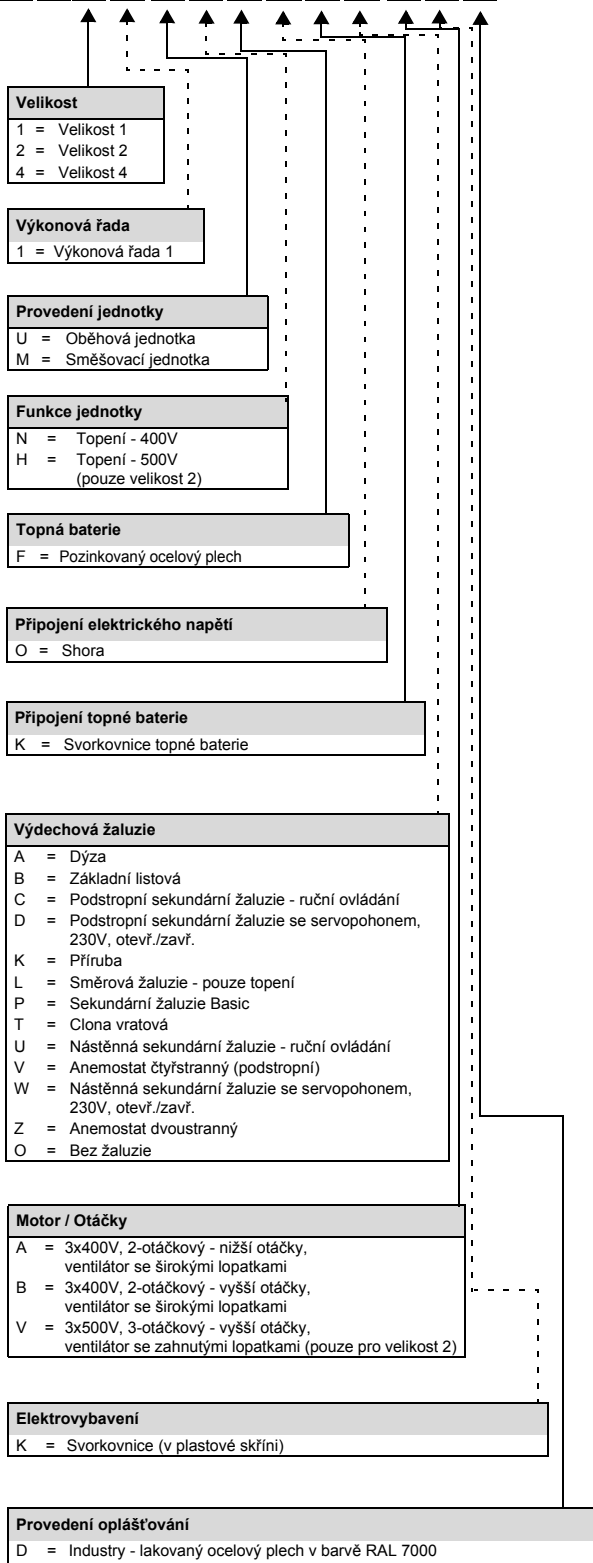 Velikost
1 = Velikost 1
2 = Velikost 2
4 = Velikost 4
Výkonová řada
1 = Výkonová řada 1
Provedení jednotky
U = Oběhová jednotka
M = Směšovací jednotka
Funkce jednotky
N = Topení - 400V
H = Topení - 500V
(pouze velikost 2)
Topná baterie
F = Pozinkovaný ocelový plech
Připojení elektrického napětí
O = Shora
Připojení topné baterie
K = Svorkovnice topné baterie
Výdechová žaluzie
A = Dýza
B = Základní listová
C = Podstropní sekundární žaluzie - ruční ovládání
D = Podstropní sekundární žaluzie se servopohonem,
230V, otevř./zavř.
K = Příruba
L = Směrová žaluzie - pouze topení
P = Sekundární žaluzie Basic
T = Clona vratová
U = Nástěnná sekundární žaluzie - ruční ovládání
V = Anemostat čtyřstranný (podstropní)
W = Nástěnná sekundární žaluzie se servopohonem,
230V, otevř./zavř.
Z = Anemostat dvoustranný
O = Bez žaluzie
Motor / Otáčky
A = 3x400V, 2-otáčkový - nižší otáčky,
ventilátor se širokými lopatkami
B = 3x400V, 2-otáčkový - vyšší otáčky,
ventilátor se širokými lopatkami
V = 3x500V, 3-otáčkový - vyšší otáčky,
ventilátor se zahnutými lopatkami (pouze pro velikost 2)
Elektrovybavení
K = Svorkovnice (v plastové skříni)
Provedení oplášťování
D = Industry - lakovaný ocelový plech v barvě RAL 7000